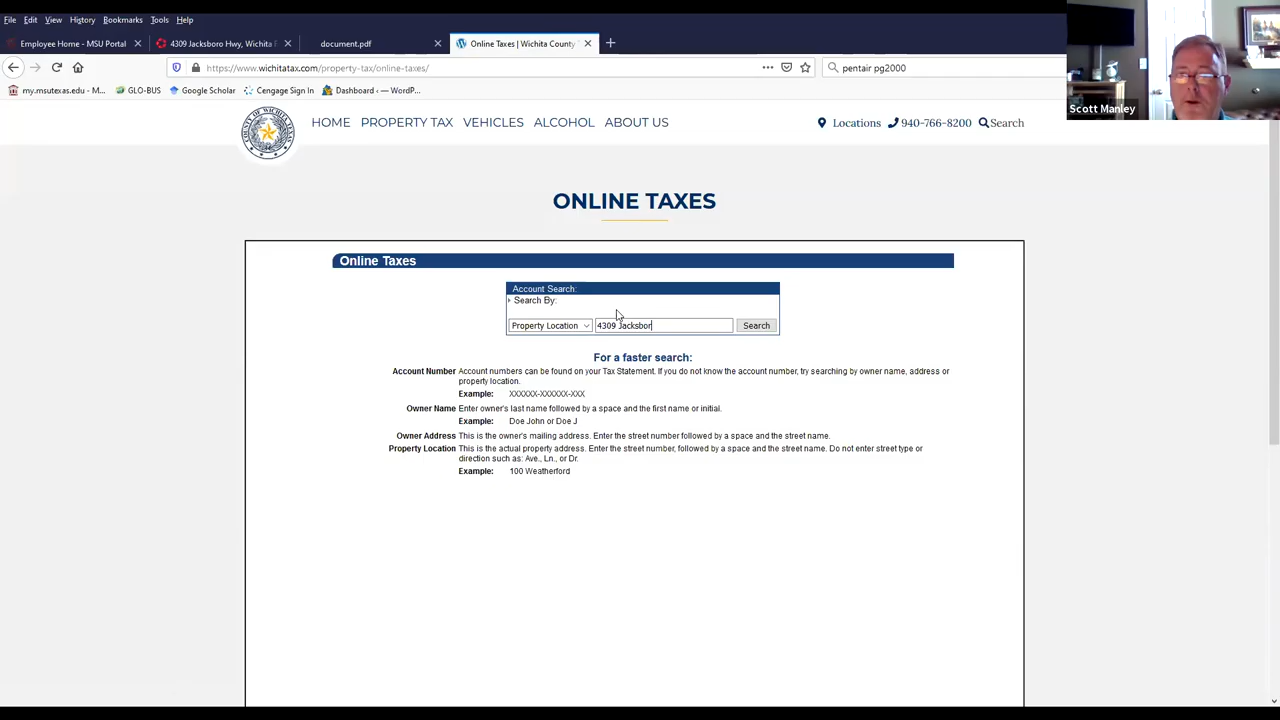 File Edit View History Bookmarks Tools Help
Employee Home - MSU Portal
4309 Jacksboro Hwy, Wichita F
document.pdf
Online Taxes | Wichita County
https://www.wichitatax.com/property-tax/online-taxes/
pentair pg2000
my.msutexas.edu - M...
GLO-BUS
Google Scholar
Cengage Sign In
Dashboard ‹ — WordP...
Scott Manley
HOME PROPERTY TAX VEHICLES ALCOHOL ABOUT US
Locations 940-766-8200 Search
ONLINE TAXES
Online Taxes
Account Search:
Search By:
Property Location 4309 Jacksbor Search
For a faster search:
Account Number Account numbers can be found on your Tax Statement. If you do not know the account number, try searching by owner name, address or
property location.
Example: XXXXXX-XXXXXX-XXX
Owner Name Enter owner's last name followed by a space and the first name or initial.
Example: Doe John or Doe J
Owner Address This is the owner's mailing address. Enter the street number followed by a space and the street name.
Property Location This is the actual property address. Enter the street number, followed by a space and the street name. Do not enter street type or
direction such as: Ave., Ln., or Dr.
Example: 100 Weatherford